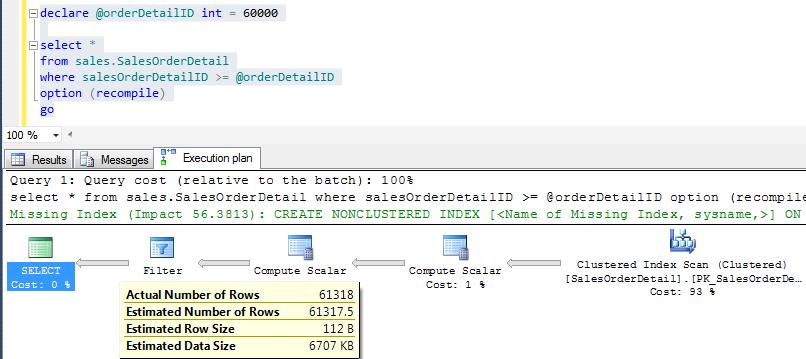 declare @orderDetailID int = 60000
select *
from sales.SalesOrderDetail
where salesOrderDetailID >= @orderDetailID
option (recompile)
go
100 %
Results Messages Execution plan
Query 1: Query cost (relative to the batch): 100%
select * from sales.SalesOrderDetail where salesOrderDetailID >= @orderDetailID option (recompile
Missing Index (Impact 56.3813): CREATE NONCLUSTERED INDEX [<Name of Missing Index, sysname,>] ON
SELECT
Cost: 0 %
Filter
Compute Scalar
Compute Scalar
Cost: 1 %
Clustered Index Scan (Clustered)
[SalesOrderDetail].[PK_SalesOrderDe…
Cost: 93 %
Actual Number of Rows 61318
Estimated Number of Rows 61317.5
Estimated Row Size 112 B
Estimated Data Size 6707 KB